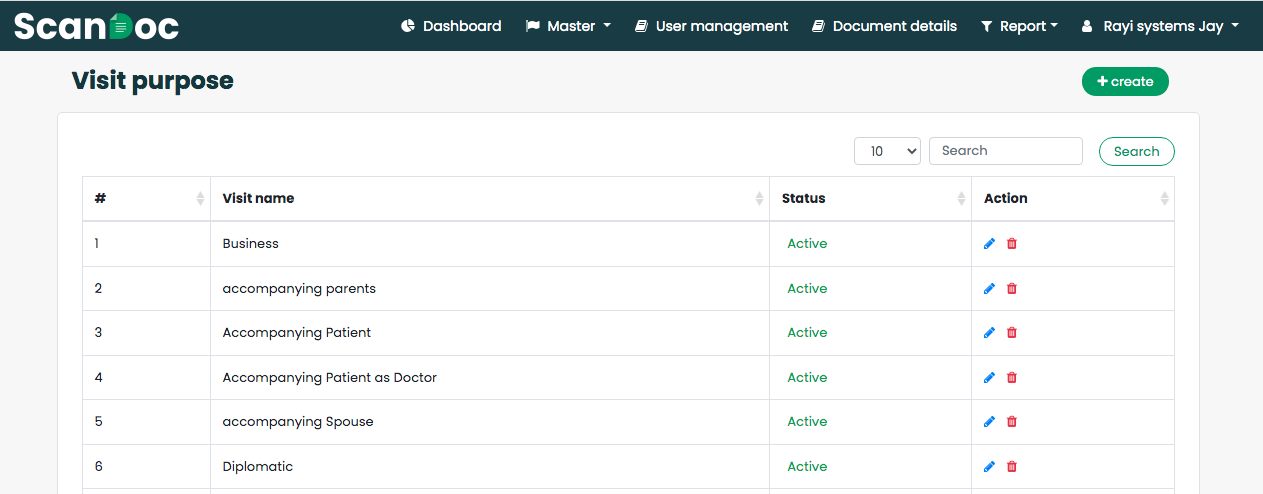 ScanDoc Dashboard Master User management Document details Report Rayi systems Jay
Visit purpose create
10 Search Search
# Visit name Status Action
1 Business Active
2 accompanying parents Active
3 Accompanying Patient Active
4 Accompanying Patient as Doctor Active
5 accompanying Spouse Active
6 Diplomatic Active